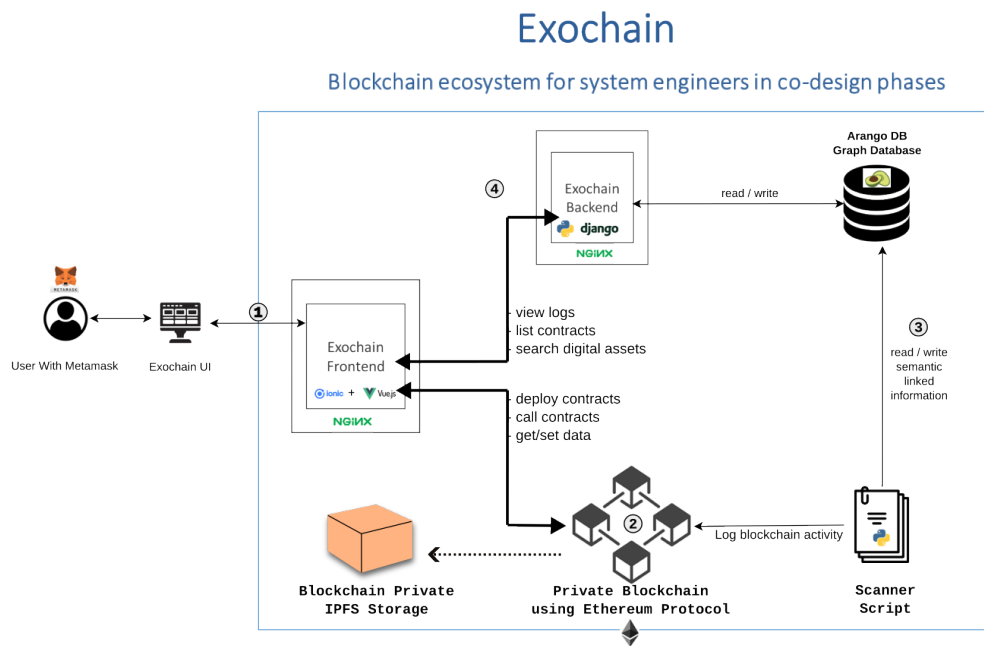 Exochain
Blockchain ecosystem for system engineers in co-design phases
Arango DB
Graph Database
4
Exochain
Backend
django
NGINX
read / write
METAMASK
1
User With Metamask
Exochain UI
Exochain
Frontend
ionic + Vue.js
NGINX
- view logs
- list contracts
- search digital assets
3
read / write
semantic
linked
information
- deploy contracts
- call contracts
- get/set data
2
Log blockchain activity
Blockchain Private
IPFS Storage
Private Blockchain
using Ethereum Protocol
Scanner
Script